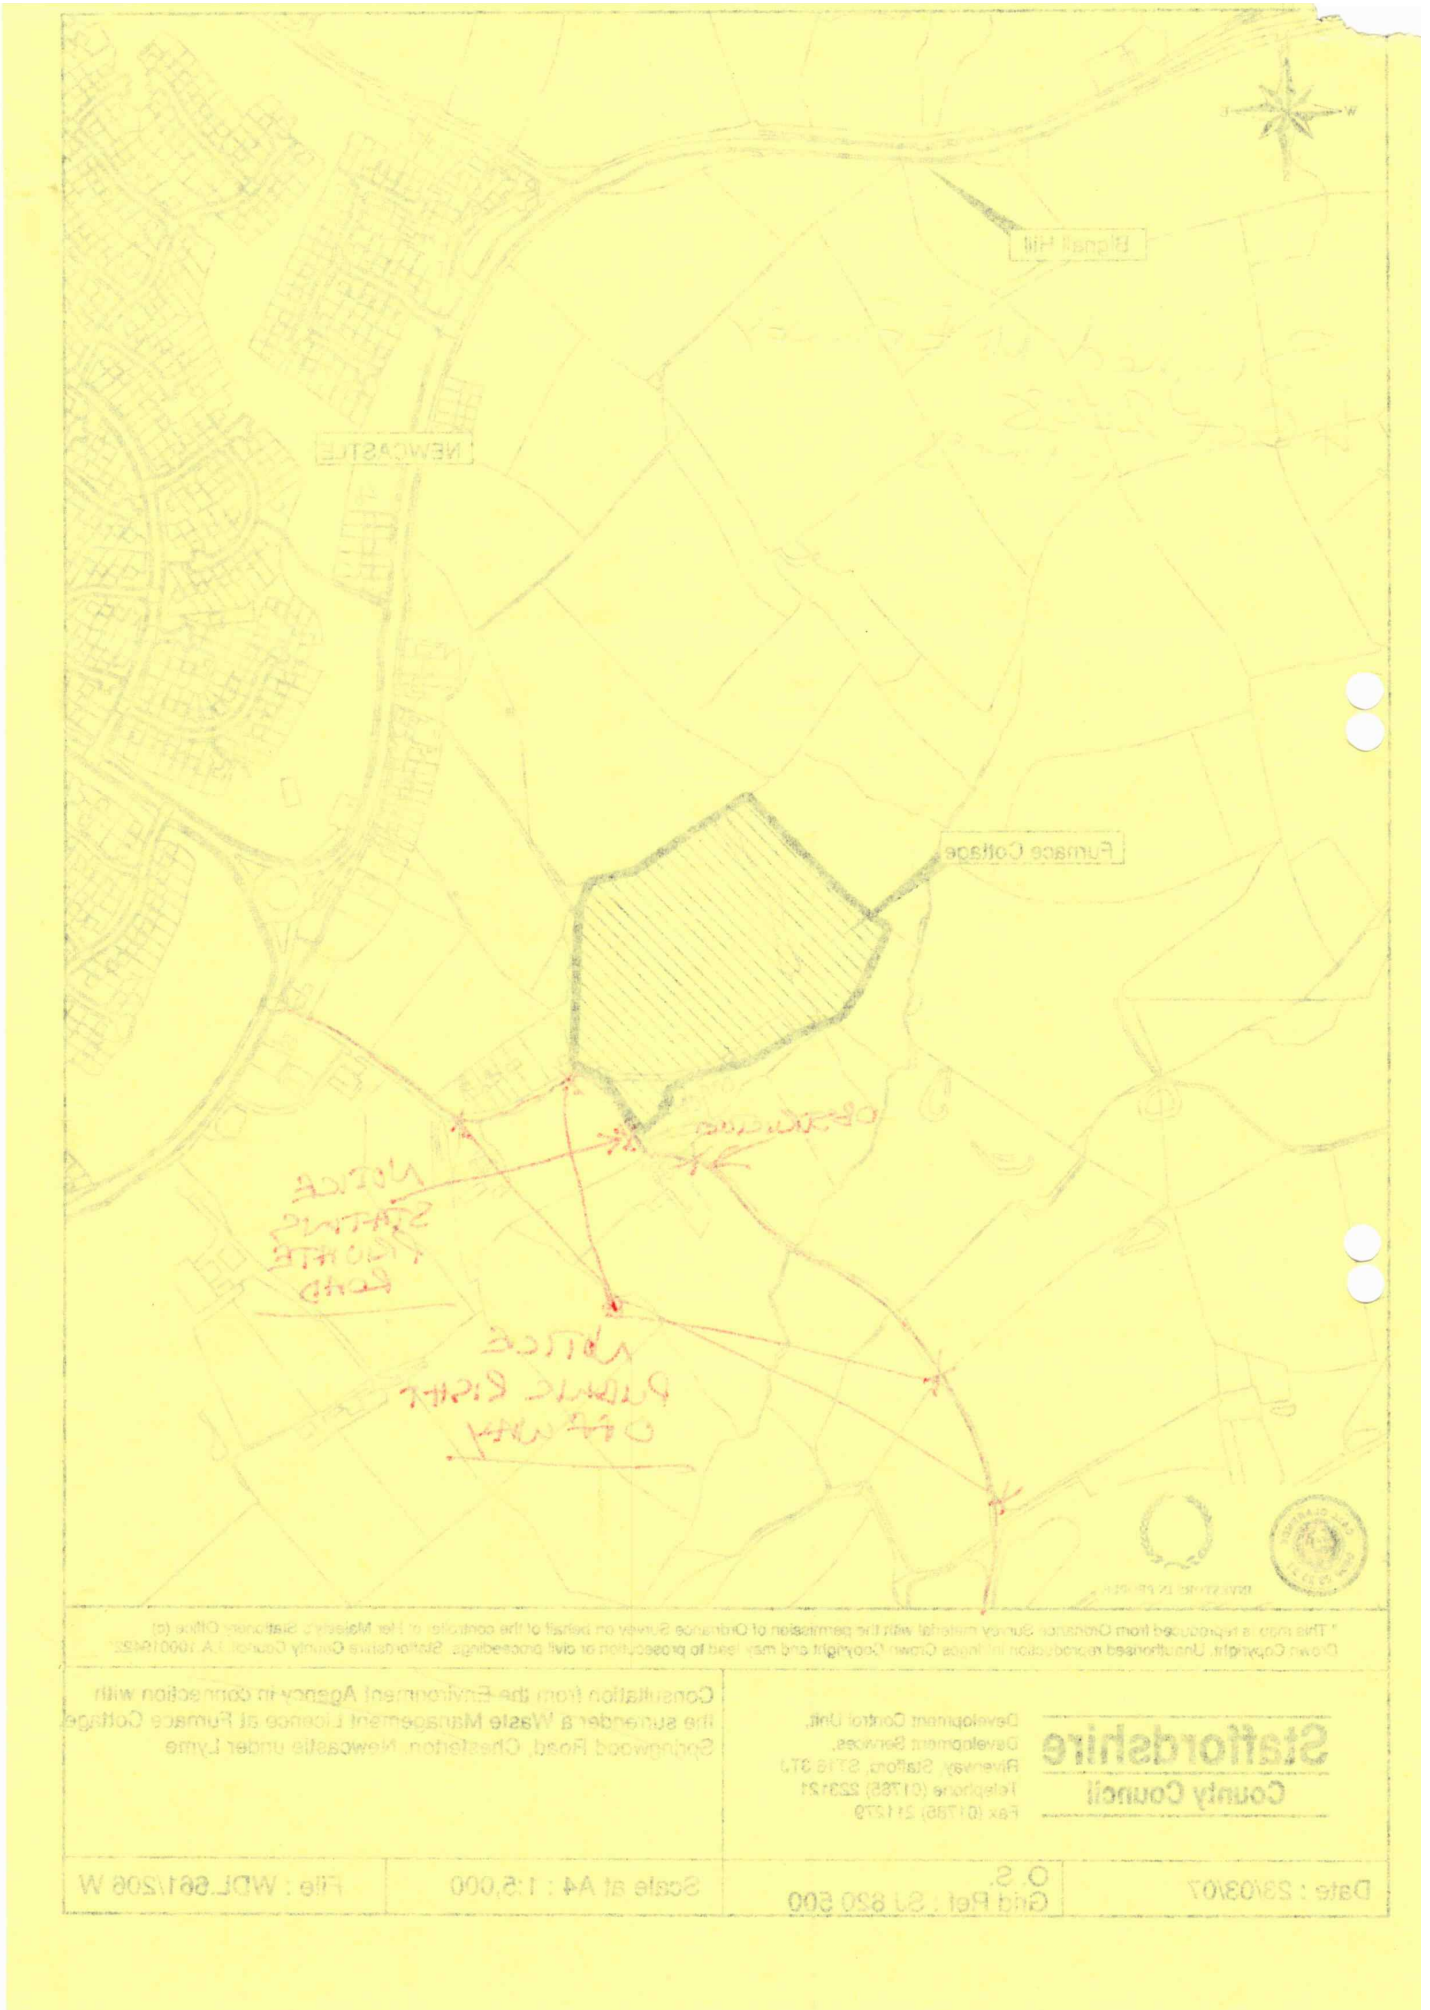 W
E
Bignall Hill
NEWCASTLE
Furnace Cottage
NOTICE
STATING
PRIVATE
ROAD
NOTICE
PUBLIC RIGHT
OFF WAY
INVESTOR IN PEOPLE
* This map is reproduced from Ordnance Survey material with the permission of Ordnance Survey on behalf of the controller of Her Majesty's Stationery Office (c)
Crown Copyright. Unauthorised reproduction infringes Crown Copyright and may lead to prosecution or civil proceedings. Staffordshire County Council
Staffordshire
County Council
Development Control Unit,
Development Services,
Riverway, Stafford, ST16 3TJ
Telephone (01785) 223121
Fax (01785) 211279
Consultation from the Environment Agency in connection with
the surrender a Waste Management Licence at Furnace Cottage,
Springwood Road, Chesterton, Newcastle under Lyme
Date : 23/03/07
O.S.
Grid Ref : SJ 820 500
Scale at A4 : 1:5,000
File : WDL.661/206 W